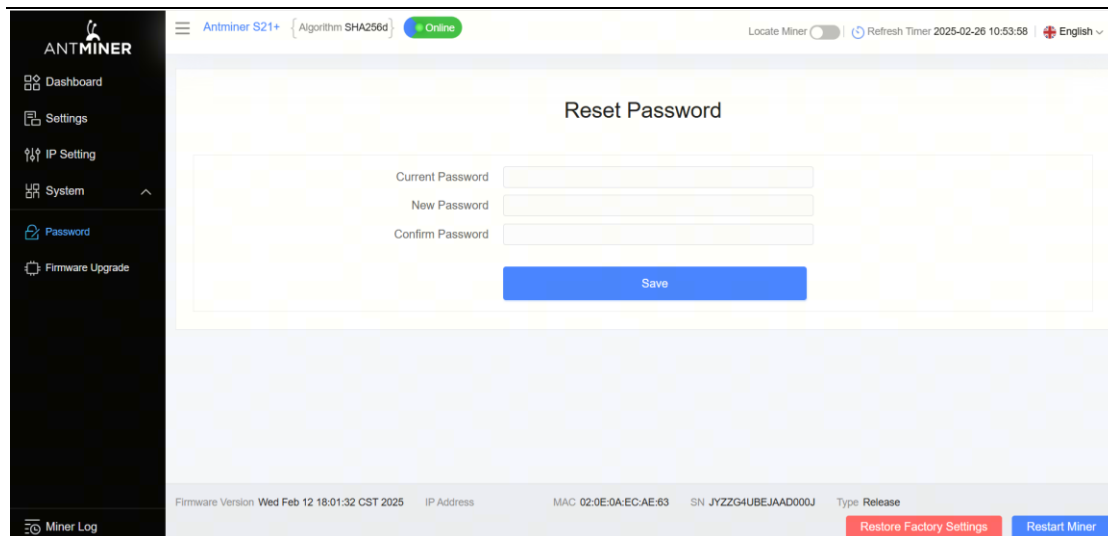 ANTMINER
Antminer S21+ { Algorithm SHA256d } Online Locate Miner Refresh Timer 2025-02-26 10:53:58 English
Dashboard
Settings
IP Setting
System
Password
Firmware Upgrade
Reset Password
Current Password
New Password
Confirm Password
Save
Firmware Version Wed Feb 12 18:01:32 CST 2025 IP Address MAC 02:0E:0A:EC:AE:63 SN JYZZG4UBEJAAD000J Type Release
Miner Log
Restore Factory Settings Restart Miner